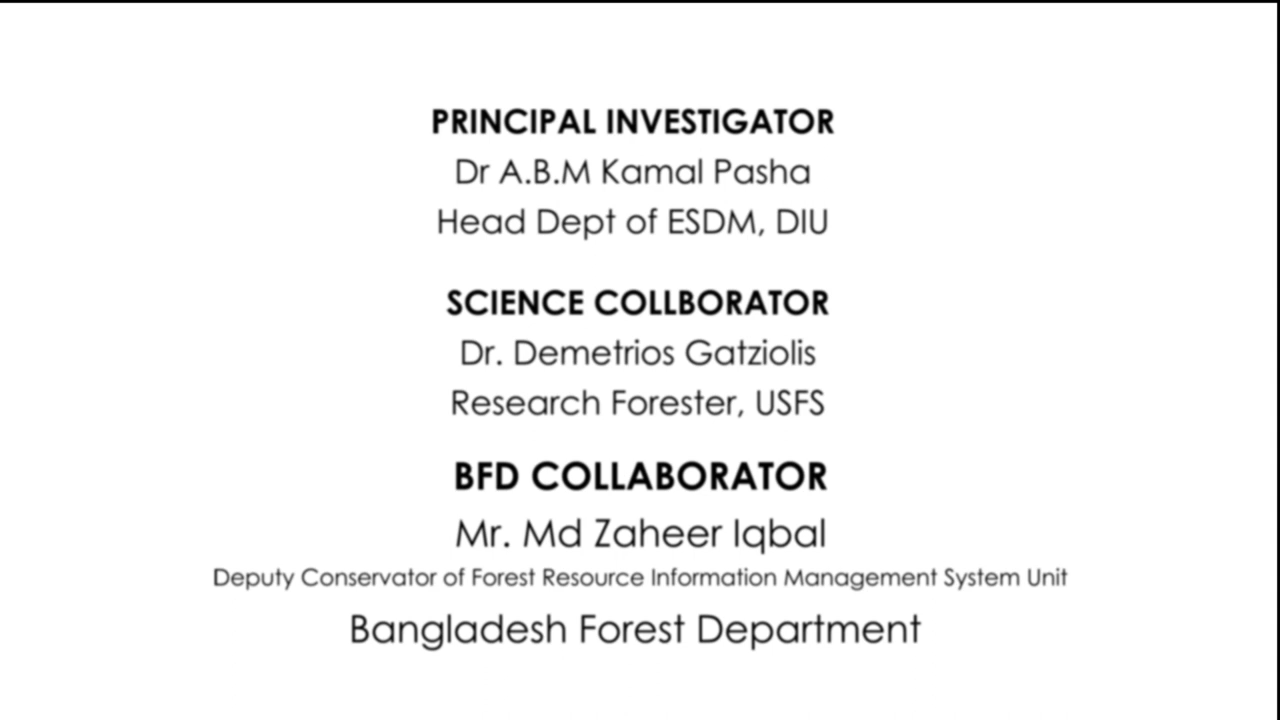 PRINCIPAL INVESTIGATOR
Dr A.B.M Kamal Pasha
Head Dept of ESDM, DIU
SCIENCE COLLBORATOR
Dr. Demetrios Gatziolis
Research Forester, USFS
BFD COLLABORATOR
Mr. Md Zaheer Iqbal
Deputy Conservator of Forest Resource Information Management System Unit
Bangladesh Forest Department